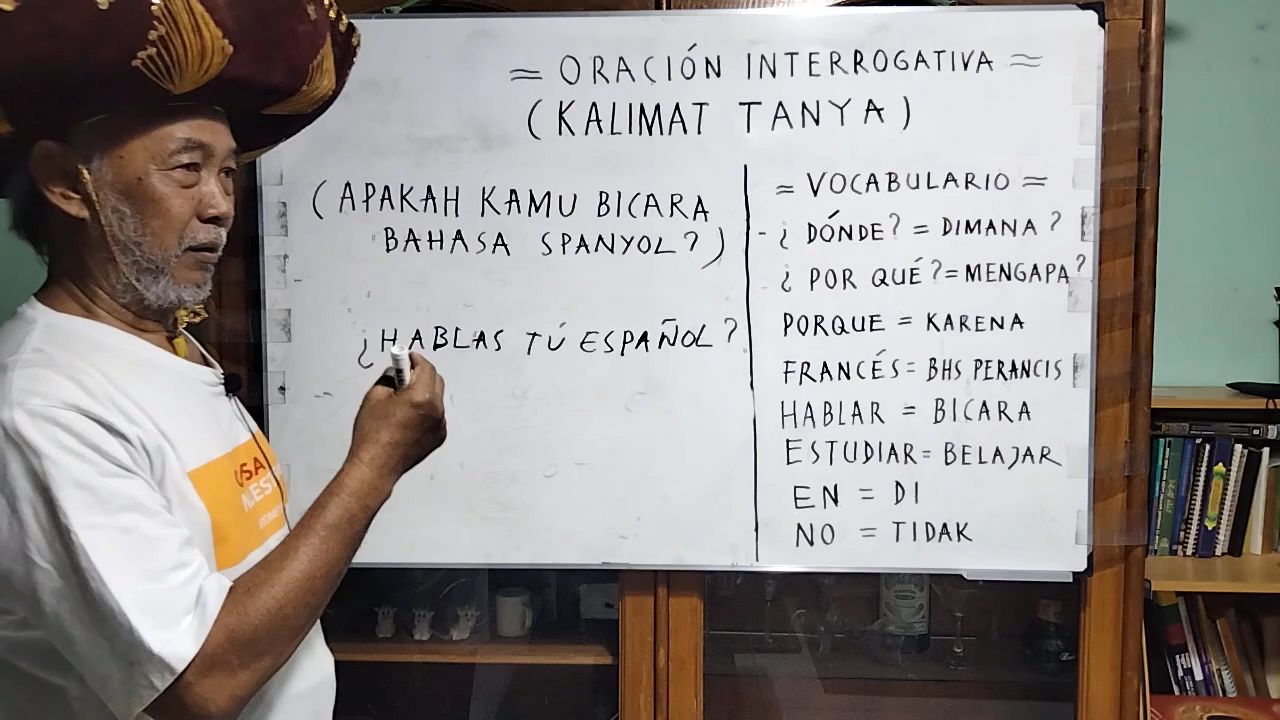 = ORACIÓN INTERROGATIVA =
(KALIMAT TANYA)
(APAKAH KAMU BICARA
BAHASA SPANYOL?)
¿HABLAS TÚ ESPAÑOL?
= VOCABULARIO =
- ¿ DÓNDE? = DIMANA ?
¿ POR QUÉ ? = MENGAPA ?
PORQUE = KARENA
FRANCÉS = BHS PERANCIS
HABLAR = BICARA
ESTUDIAR = BELAJAR
EN = DI
NO = TIDAK